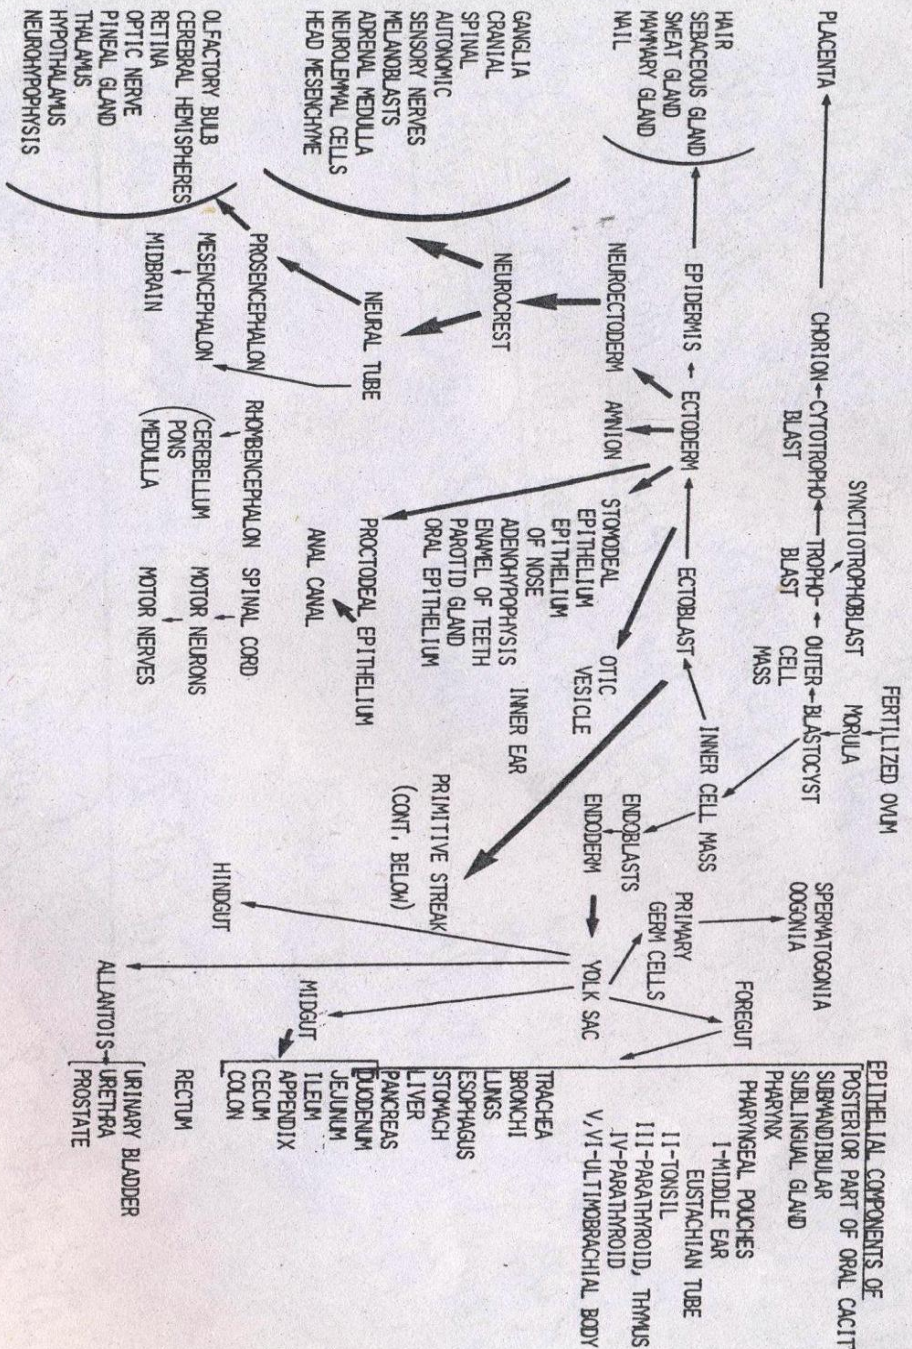 FERTILIZED OVUM
MORULA
BLASTOCYST
OUTER
CELL
MASS
TROPHO-
BLAST
SYNCTIOTROPHOBLAST
CYTOTROPHO
BLAST
CHORION
PLACENTA
INNER CELL MASS
ECTOBLAST
ECTODERM
EPIDERMIS
HAIR
SEBACEOUS GLAND
SWEAT GLAND
MAMMARY GLAND
NAIL
NEUROECTODERM
AMNION
STOMODEAL
EPITHELIUM
EPITHELIUM
OF NOSE
ADENOHYPOPHYSIS
ENAMEL OF TEETH
PAROTID GLAND
ORAL EPITHELIUM
OTIC
VESICLE
INNER EAR
PROCTODEAL EPITHELIUM
ANAL CANAL
NEUROCREST
GANGLIA
CRANIAL
SPINAL
AUTONOMIC
SENSORY NERVES
MELANOBLASTS
ADRENAL MEDULLA
NEUROLEMMAL CELLS
HEAD MESENCHYME
NEURAL TUBE
PROSENCEPHALON
OLFACTORY BULB
CEREBRAL HEMISPHERES
RETINA
OPTIC NERVE
PINEAL GLAND
THALAMUS
HYPOTHALAMUS
NEUROHYPOPHYSIS
MESENCEPHALON
MIDBRAIN
RHOMBENCEPHALON
CEREBELLUM
PONS
MEDULLA
SPINAL CORD
MOTOR NEURONS
MOTOR NERVES
PRIMITIVE STREAK
(CONT. BELOW)
ENDOBLASTS
ENDODERM
YOLK SAC
PRIMARY
GERM CELLS
SPERMATOGONIA
OOGONIA
FOREGUT
MIDGUT
HINDGUT
ALLANTOIS
EPITHELIAL COMPONENTS OF
POSTERIOR PART OF ORAL CACIT
SUBMANDIBULAR
SUBLINGUAL GLAND
PHARYNX
PHARYNGEAL POUCHES
I-MIDDLE EAR
EUSTACHIAN TUBE
II-TONSIL
III-PARATHYROID, THYMUS
IV-PARATHYROID
V,VI-ULTIMOBRACHIAL BODY
TRACHEA
BRONCHI
LUNGS
ESOPHAGUS
STOMACH
LIVER
PANCREAS
DUODENUM
JEJUNUM
ILEUM
APPENDIX
CECUM
COLON
RECTUM
URINARY BLADDER
URETHRA
PROSTATE